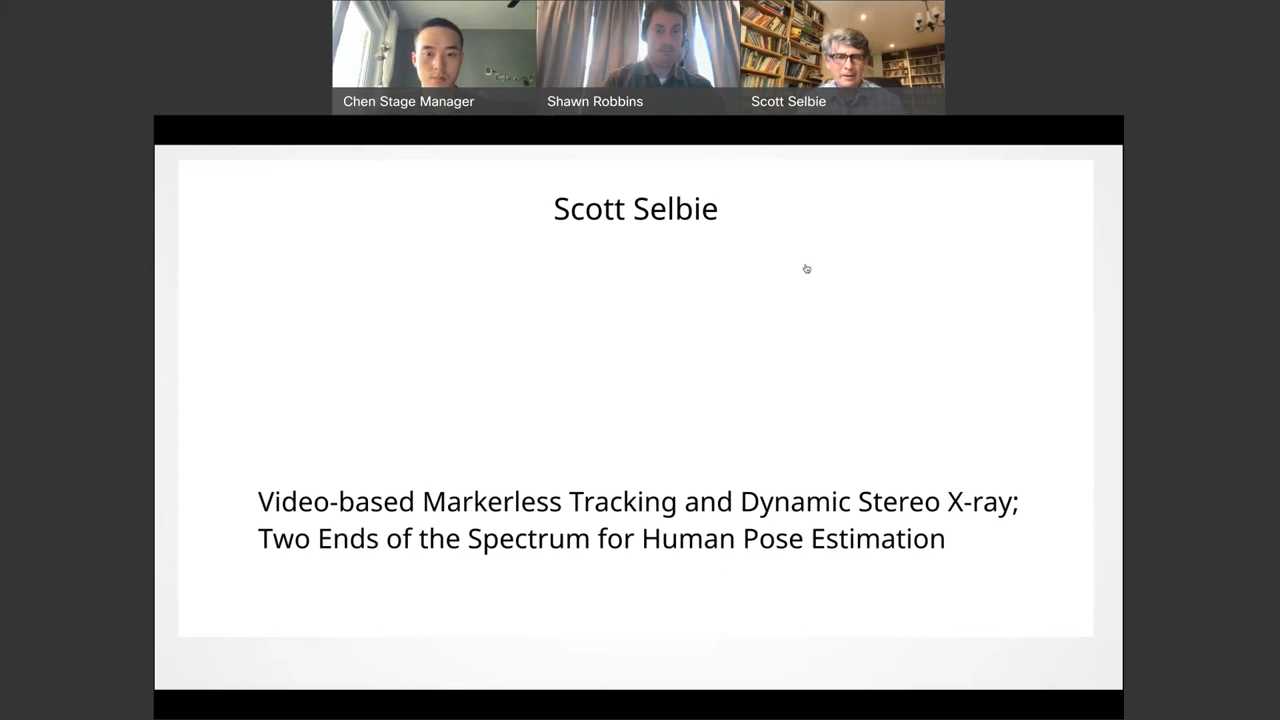 Chen Stage Manager
Shawn Robbins
Scott Selbie
Scott Selbie
Video-based Markerless Tracking and Dynamic Stereo X-ray;
Two Ends of the Spectrum for Human Pose Estimation